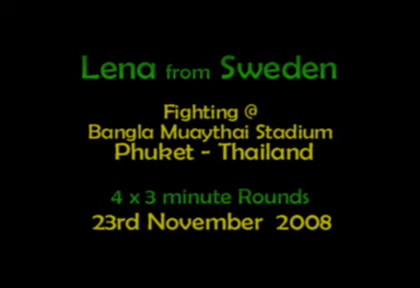 Lena from Sweden
Fighting @
Bangla Muaythai Stadium
Phuket - Thailand
4 x 3 minute Rounds
23rd November 2008